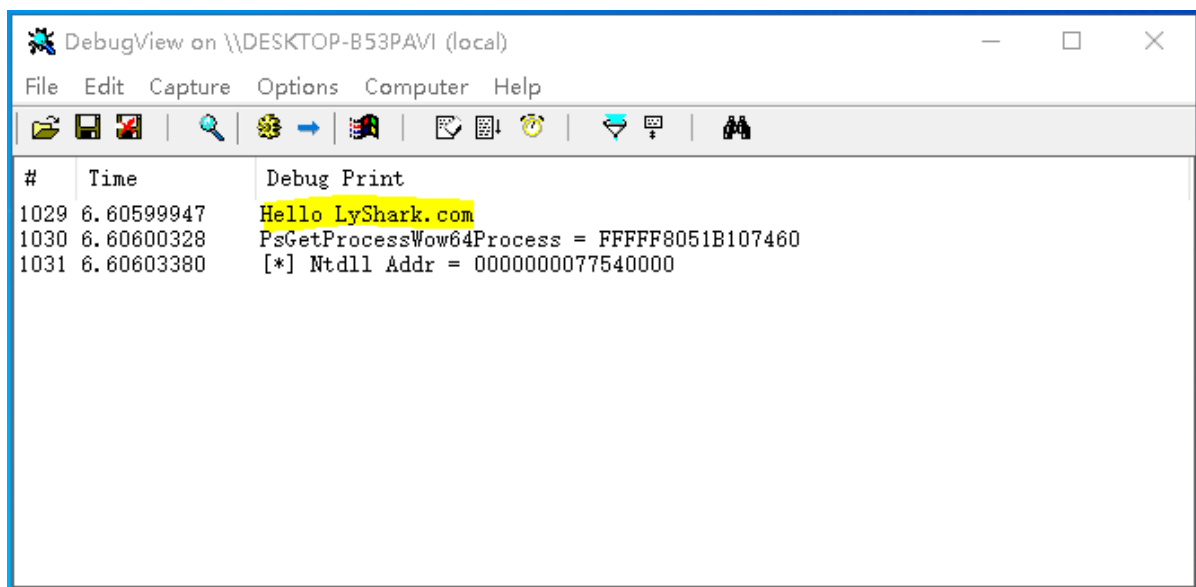 DebugView on \\DESKTOP-B53PAVI (local)
File Edit Capture Options Computer Help
# Time Debug Print
1029 6.60599947 Hello LyShark.com
1030 6.60600328 PsGetProcessWow64Process = FFFFF8051B107460
1031 6.60603380 [*] Ntdll Addr = 0000000077540000